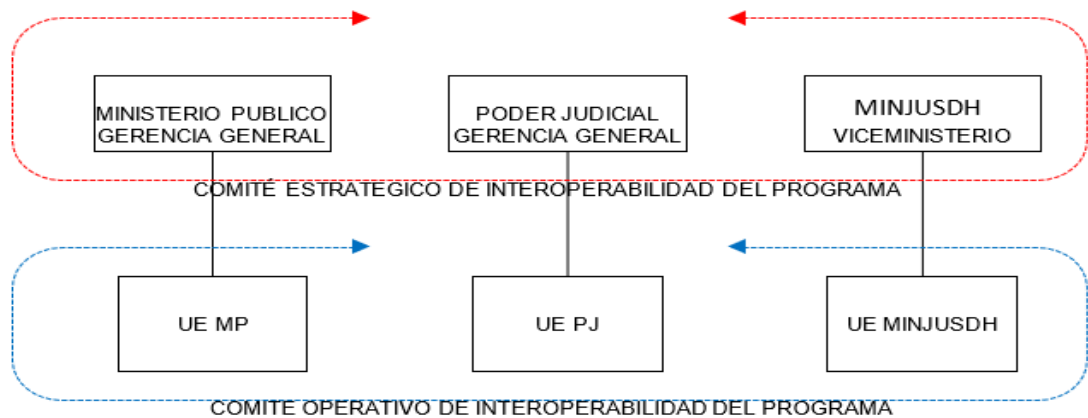 MINISTERIO PUBLICO
GERENCIA GENERAL
PODER JUDICIAL
GERENCIA GENERAL
MINJUSDH
VICEMINISTERIO
COMITÉ ESTRATEGICO DE INTEROPERABILIDAD DEL PROGRAMA
UE MP
UE PJ
UE MINJUSDH
COMITE OPERATIVO DE INTEROPERABILIDAD DEL PROGRAMA